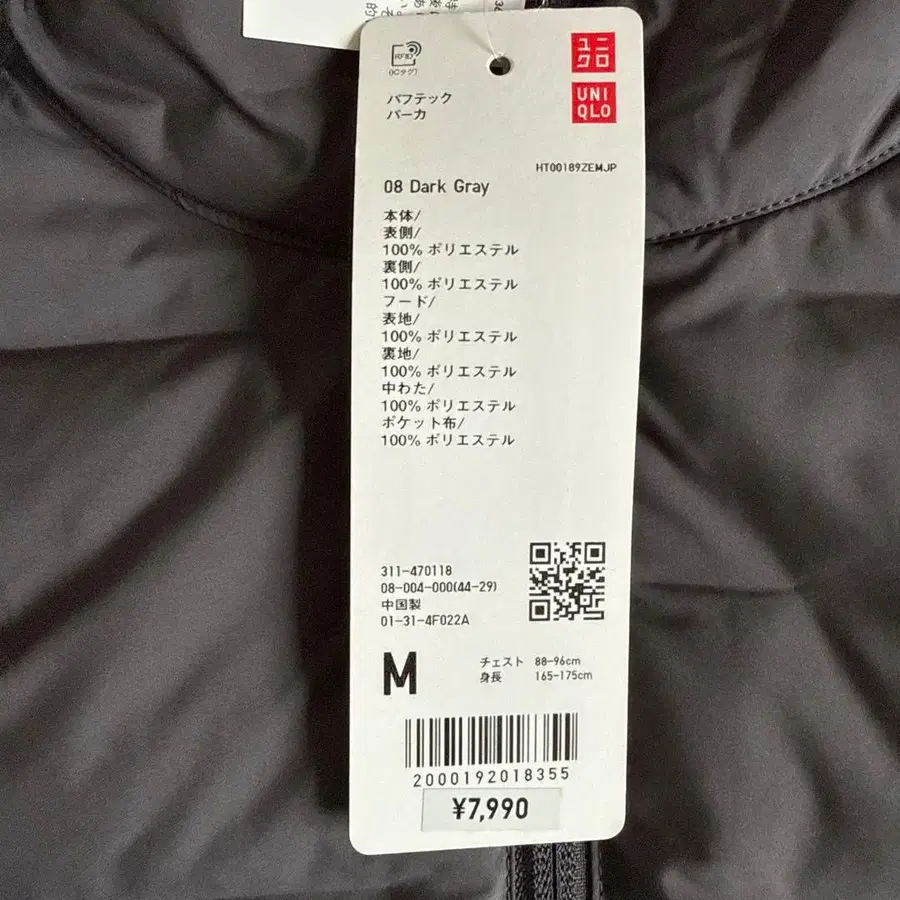 RFID
(ICタグ)
ユニ
クロ
UNI
QLO
パフテック
パーカ
HT00189ZEMJP
08 Dark Gray
本体/
表側/
100% ポリエステル
裏側/
100% ポリエステル
フード/
表地/
100% ポリエステル
裏地/
100% ポリエステル
中わた/
100% ポリエステル
ポケット布/
100% ポリエステル
311-470118
08-004-000(44-29)
中国製
01-31-4F022A
M
チェスト 88-96cm
身長 165-175cm
2000192018355
¥7,990